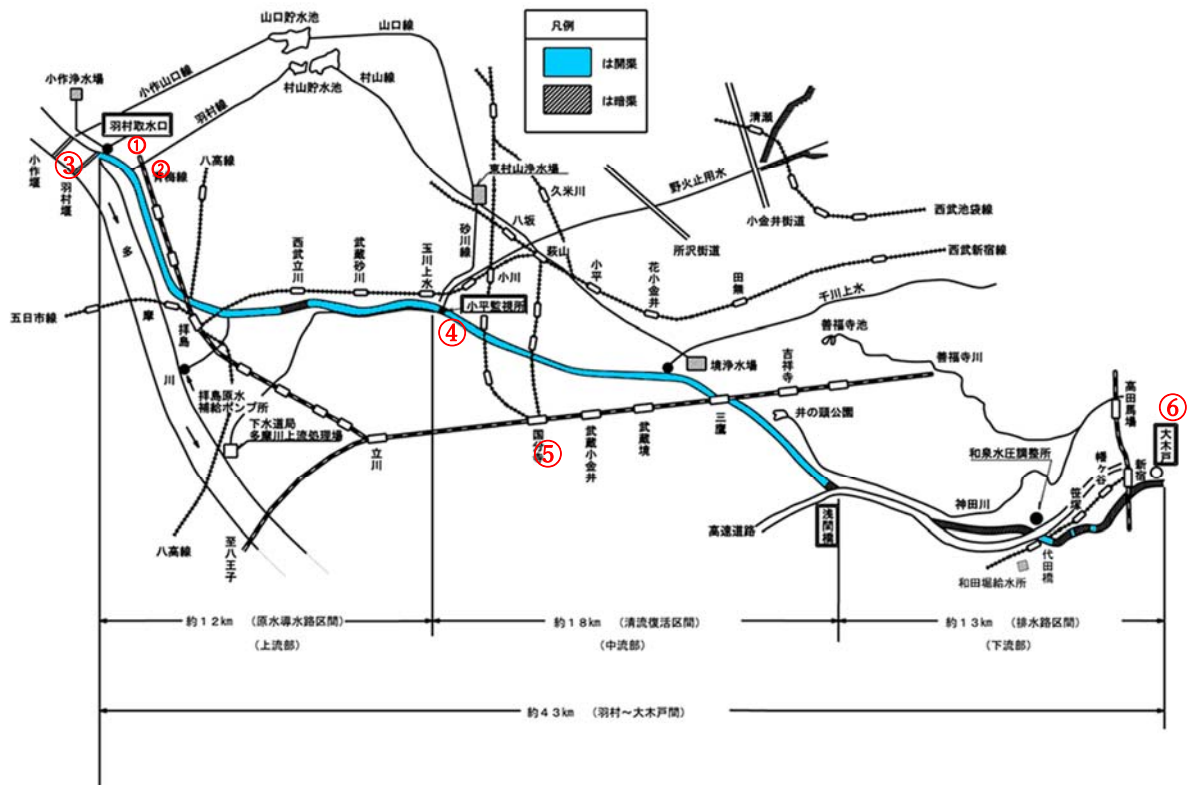 凡例
は開渠
は暗渠
山口貯水池
山口線
小作浄水場
小作山口線
村山貯水池
村山線
羽村線
羽村取水口
①
②
③
小作堰
羽村堰
青梅線
八高線
清瀬
東村山浄水場
久米川
野火止用水
八坂
砂川線
萩山
小金井街道
所沢街道
西武池袋線
西武新宿線
西武立川
武蔵砂川
玉川上水
小川
小平
花小金井
田無
千川上水
小平監視所
④
五日市線
多
摩
川
拝島
拝島原水
補給ポンプ所
下水道局
多摩川上流処理場
立川
国分寺
⑤
武蔵小金井
武蔵境
三鷹
吉祥寺
境浄水場
善福寺池
善福寺川
井の頭公園
高田馬場
⑥
大木戸
新宿
幡ヶ谷
笹塚
和泉水圧調整所
神田川
代田橋
和田堀給水所
高速道路
浅間橋
八高線
至八王子
約12km (原水導水路区間)
(上流部)
約18km (清流復活区間)
(中流部)
約13km (排水路区間)
(下流部)
約43km (羽村~大木戸間)